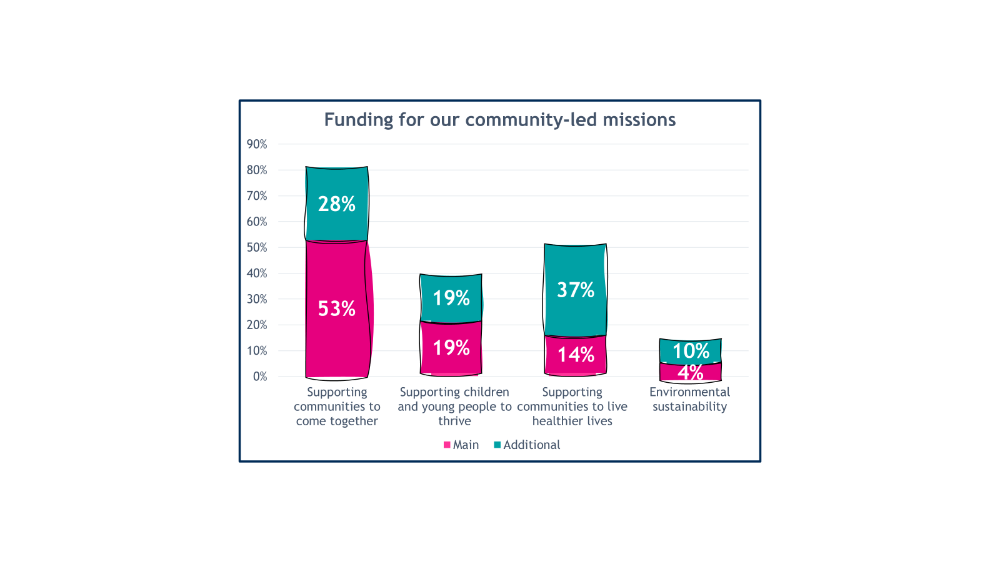 Funding for our community-led missions
90%
80%
70%
60%
50%
40%
30%
20%
10%
0%
28%
53%
19%
19%
37%
14%
10%
4%
Supporting
communities to
come together
Supporting children
and young people to
thrive
Supporting
communities to live
healthier lives
Environmental
sustainability
Main
Additional